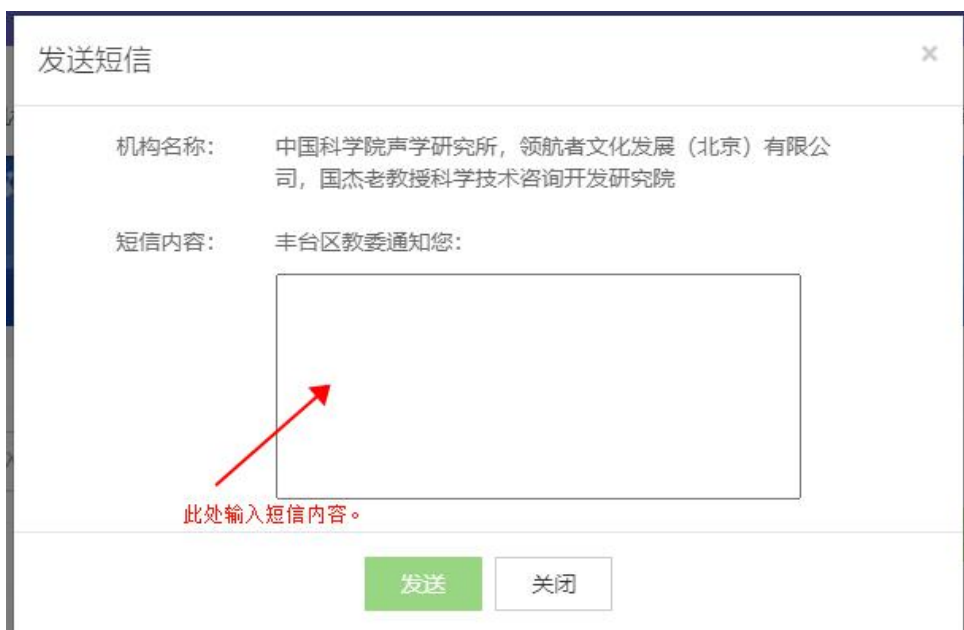 发送短信
×
机构名称： 中国科学院声学研究所，领航者文化发展（北京）有限公
司，国杰老教授科学技术咨询开发研究院
短信内容： 丰台区教委通知您：
此处输入短信内容。
发送 关闭